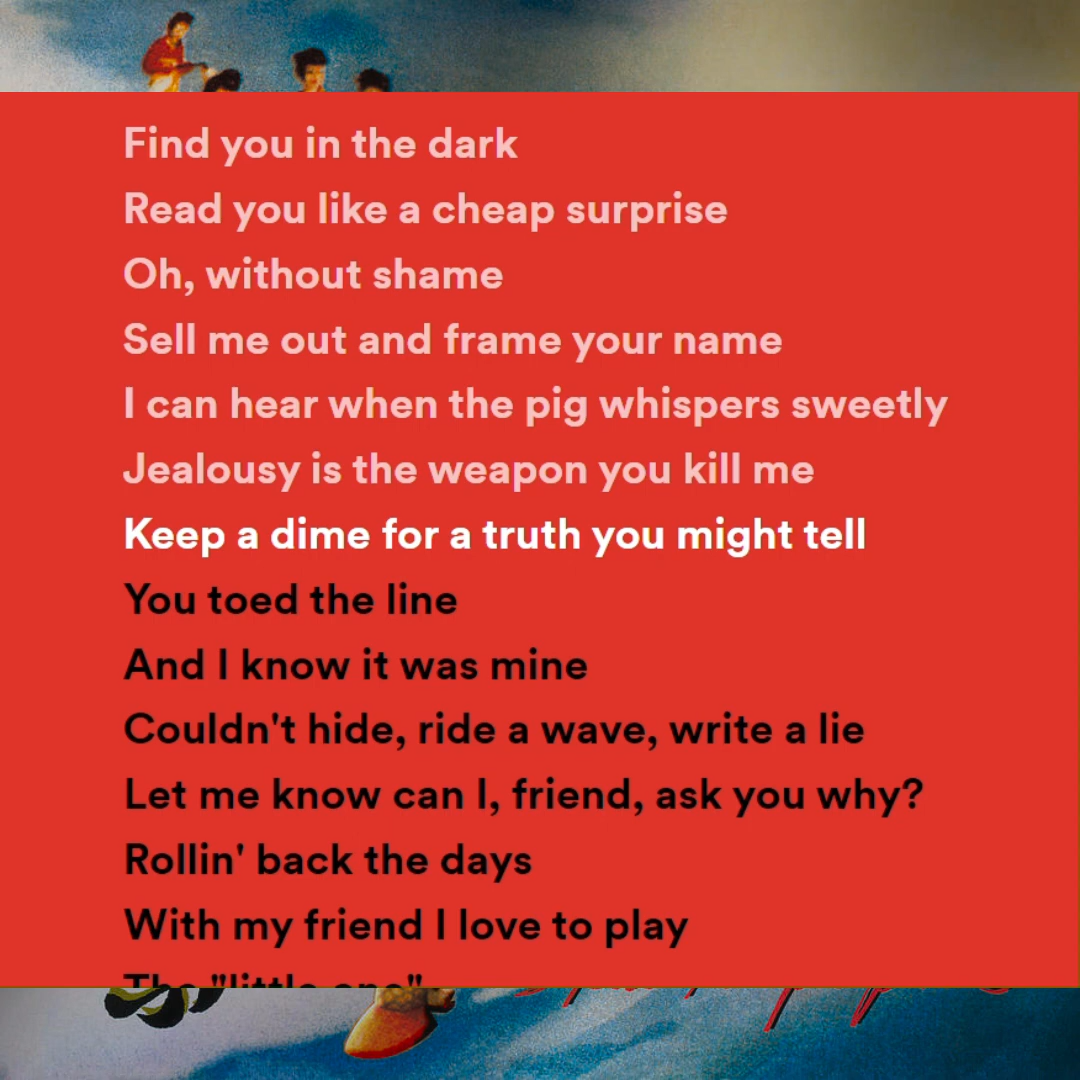 Find you in the dark
Read you like a cheap surprise
Oh, without shame
Sell me out and frame your name
I can hear when the pig whispers sweetly
Jealousy is the weapon you kill me
Keep a dime for a truth you might tell
You toed the line
And I know it was mine
Couldn't hide, ride a wave, write a lie
Let me know can I, friend, ask you why?
Rollin' back the days
With my friend I love to play
The "little one"